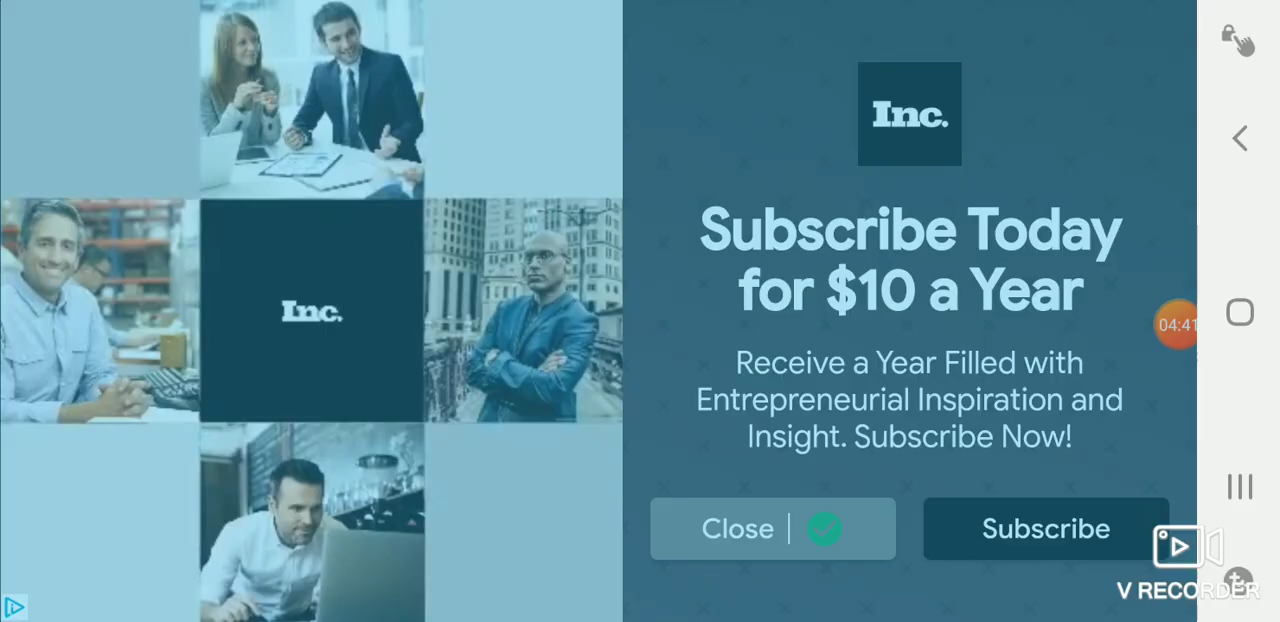 Inc.
Inc.
Subscribe Today
for $10 a Year
Receive a Year Filled with
Entrepreneurial Inspiration and
Insight. Subscribe Now!
04:41
Close
Subscribe
V RECORDER